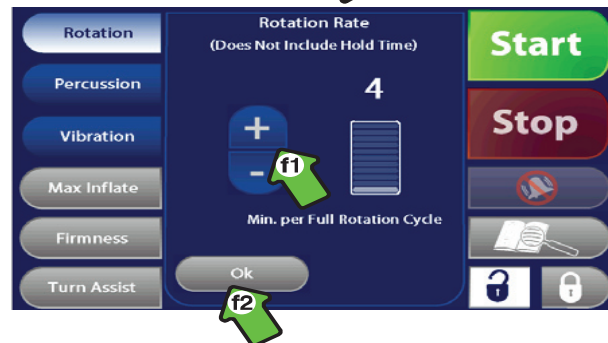 Rotation
Percussion
Vibration
Max Inflate
Firmness
Turn Assist
Rotation Rate
(Does Not Include Hold Time)
4
+
-
f1
Min. per Full Rotation Cycle
Ok
f2
Start
Stop